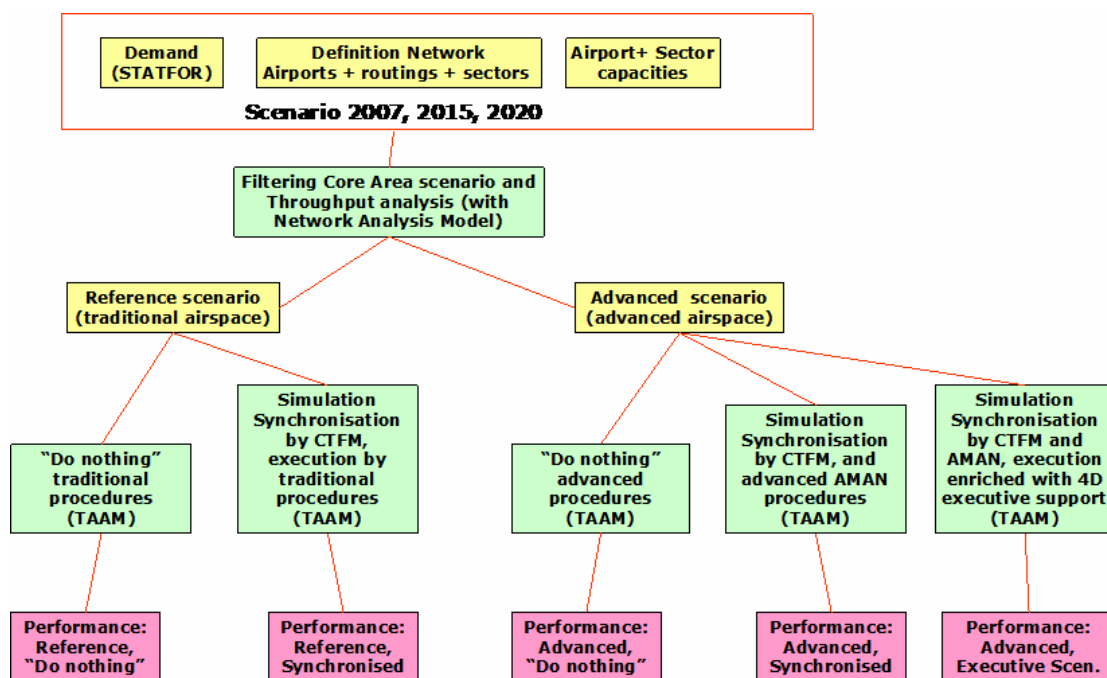 Demand
(STATFOR)
Definition Network
Airports + routings + sectors
Airport+ Sector
capacities
Scenario 2007, 2015, 2020
Filtering Core Area scenario and
Throughput analysis (with
Network Analysis Model)
Reference scenario
(traditional airspace)
Advanced scenario
(advanced airspace)
“Do nothing”
traditional
procedures
(TAAM)
Simulation
Synchronisation
by CTFM,
execution by
traditional
procedures
(TAAM)
“Do nothing”
advanced
procedures
(TAAM)
Simulation
Synchronisation
by CTFM, and
advanced AMAN
procedures
(TAAM)
Simulation
Synchronisation
by CTFM and
AMAN, execution
enriched with 4D
executive support
(TAAM)
Performance:
Reference,
“Do nothing”
Performance:
Reference,
Synchronised
Performance:
Advanced,
“Do nothing”
Performance:
Advanced,
Synchronised
Performance:
Advanced,
Executive Scen.